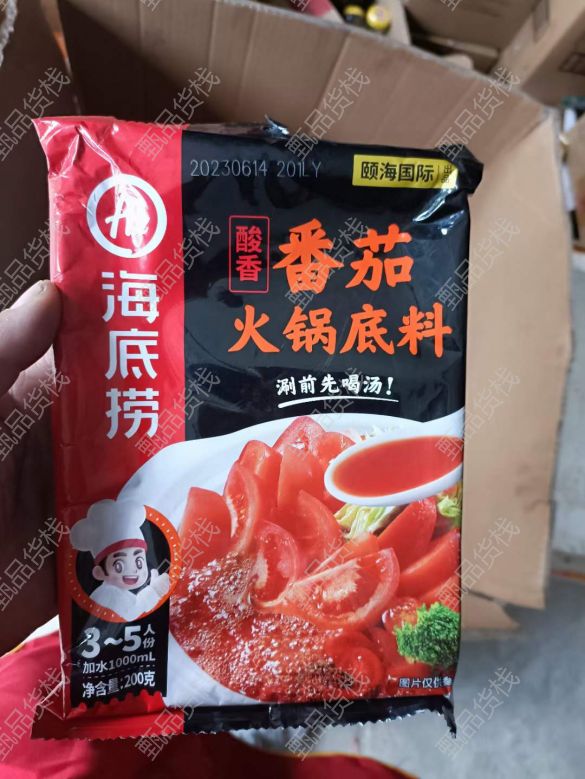 20230614 201LY
颐海国际 出品
海底捞
酸香
番茄
火锅底料
涮前先喝汤!
3~5人份
加水1000mL
净含量:200克
图片仅供参
甄品货栈